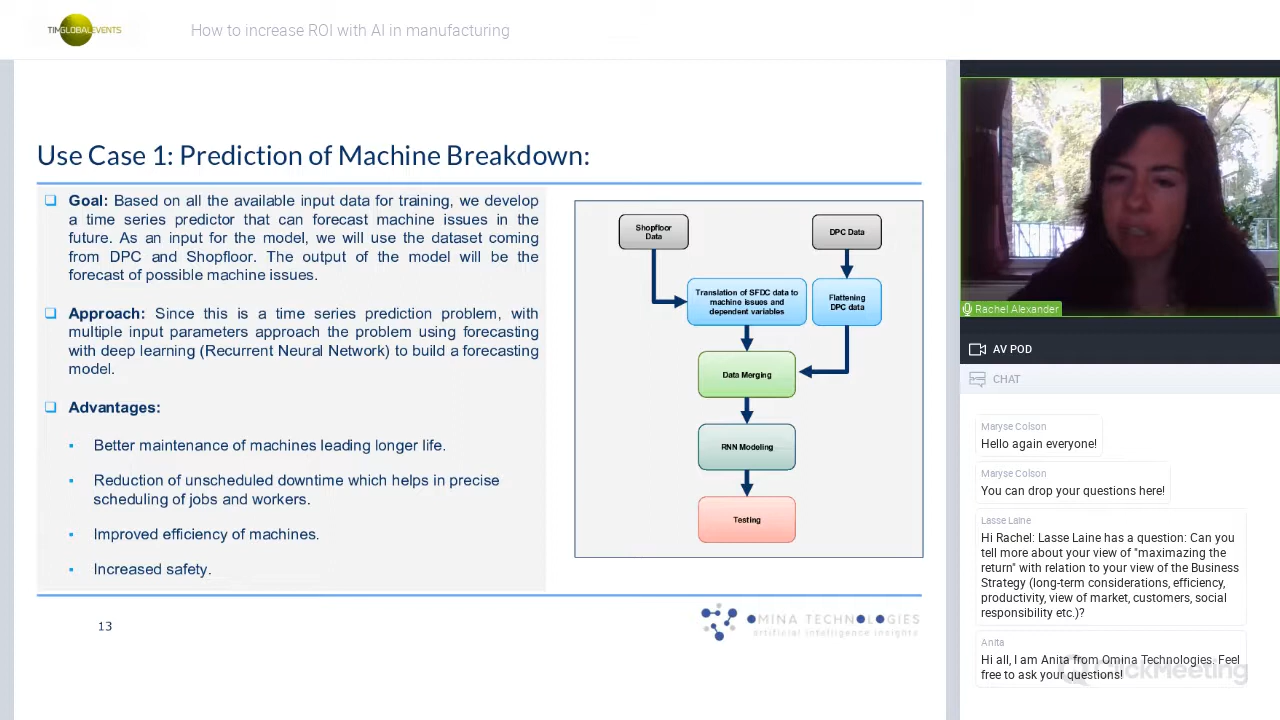 TIMGLOBALEVENTS
How to increase ROI with AI in manufacturing
Use Case 1: Prediction of Machine Breakdown:
Goal: Based on all the available input data for training, we develop
a time series predictor that can forecast machine issues in the
future. As an input for the model, we will use the dataset coming
from DPC and Shopfloor. The output of the model will be the
forecast of possible machine issues.
Approach: Since this is a time series prediction problem, with
multiple input parameters approach the problem using forecasting
with deep learning (Recurrent Neural Network) to build a forecasting
model.
Advantages:
Better maintenance of machines leading longer life.
Reduction of unscheduled downtime which helps in precise
scheduling of jobs and workers.
Improved efficiency of machines.
Increased safety.
Shopfloor
Data
DPC Data
Translation of SFDC data to
machine issues and
dependent variables
Flattening
DPC data
Data Merging
RNN Modeling
Testing
13
OMINA TECHNOLOGIES
artificial intelligence insights
Rachel Alexander
AV POD
CHAT
Maryse Colson
Hello again everyone!
Maryse Colson
You can drop your questions here!
Lasse Laine
Hi Rachel: Lasse Laine has a question: Can you
tell more about your view of "maximazing the
return" with relation to your view of the Business
Strategy (long-term considerations, efficiency,
productivity, view of market, customers, social
responsibility etc.)?
Anita
Hi all, I am Anita from Omina Technologies. Feel
free to ask your questions!
ClickMeeting